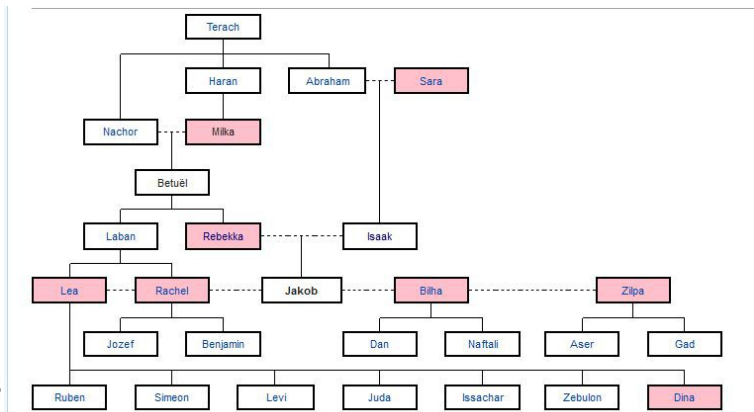 Terach
Haran Abraham Sara
Nachor Milka
Betuël
Laban Rebekka Isaak
Lea Rachel Jakob Bilha Zilpa
Jozef Benjamin Dan Naftali Aser Gad
Ruben Simeon Levi Juda Issachar Zebulon Dina